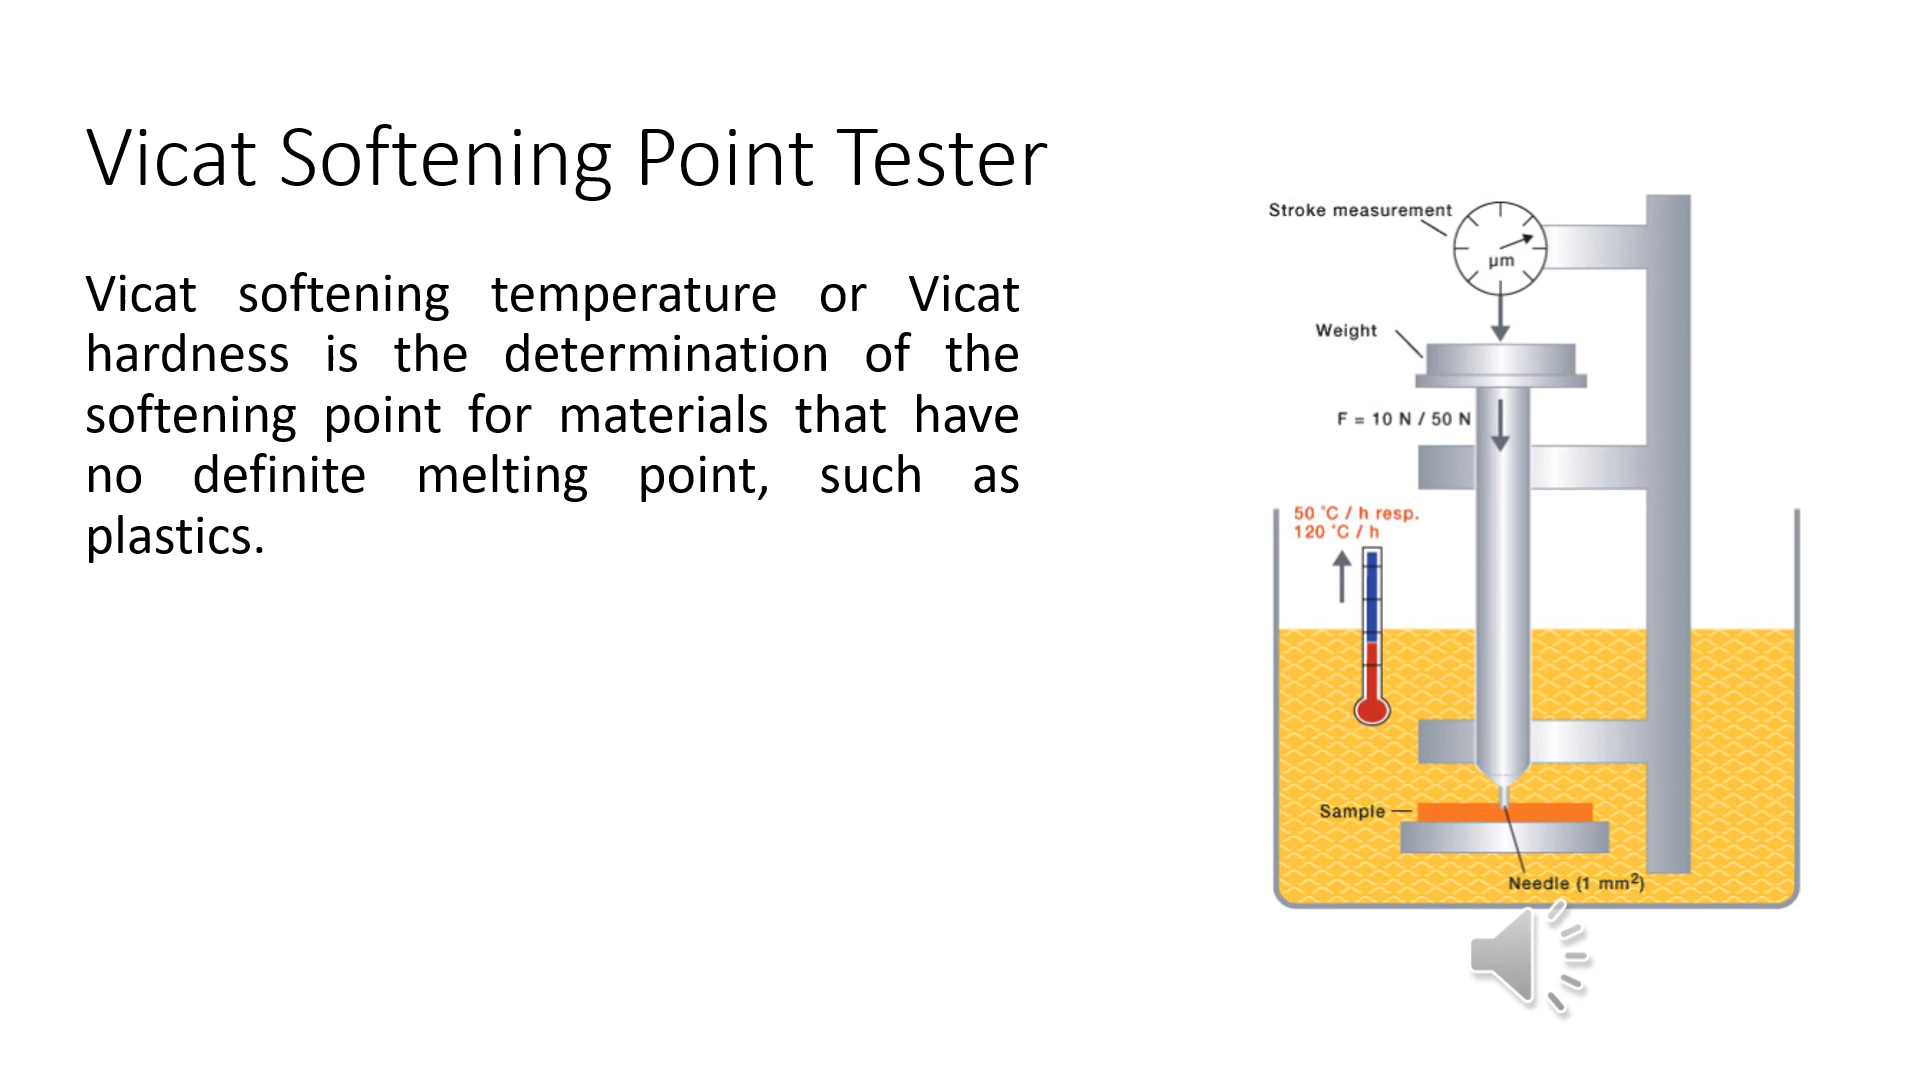 Vicat Softening Point Tester
Vicat softening temperature or Vicat
hardness is the determination of the
softening point for materials that have
no definite melting point, such as
plastics.
Stroke measurement
µm
Weight
F = 10 N / 50 N
50 °C / h resp.
120 °C / h
Sample
Needle (1 mm²)